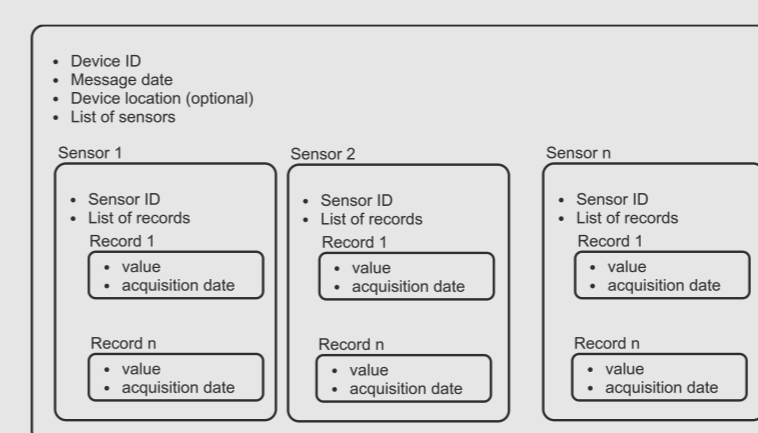 • Device ID
• Message date
• Device location (optional)
• List of sensors
Sensor 1
• Sensor ID
• List of records
Record 1
• value
• acquisition date
Record n
• value
• acquisition date
Sensor 2
• Sensor ID
• List of records
Record 1
• value
• acquisition date
Record n
• value
• acquisition date
Sensor n
• Sensor ID
• List of records
Record 1
• value
• acquisition date
Record n
• value
• acquisition date